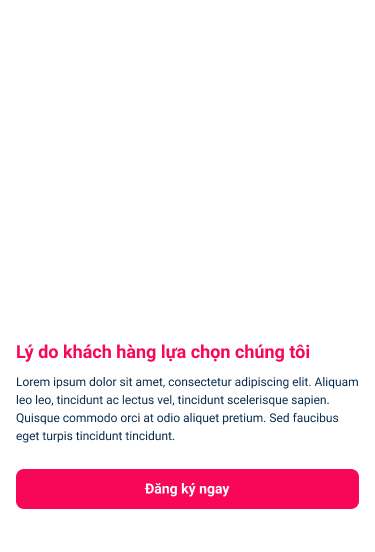 Lý do khách hàng lựa chọn chúng tôi
Lorem ipsum dolor sit amet, consectetur adipiscing elit. Aliquam
leo leo, tincidunt ac lectus vel, tincidunt scelerisque sapien.
Quisque commodo orci at odio aliquet pretium. Sed faucibus
eget turpis tincidunt tincidunt.
Đăng ký ngay